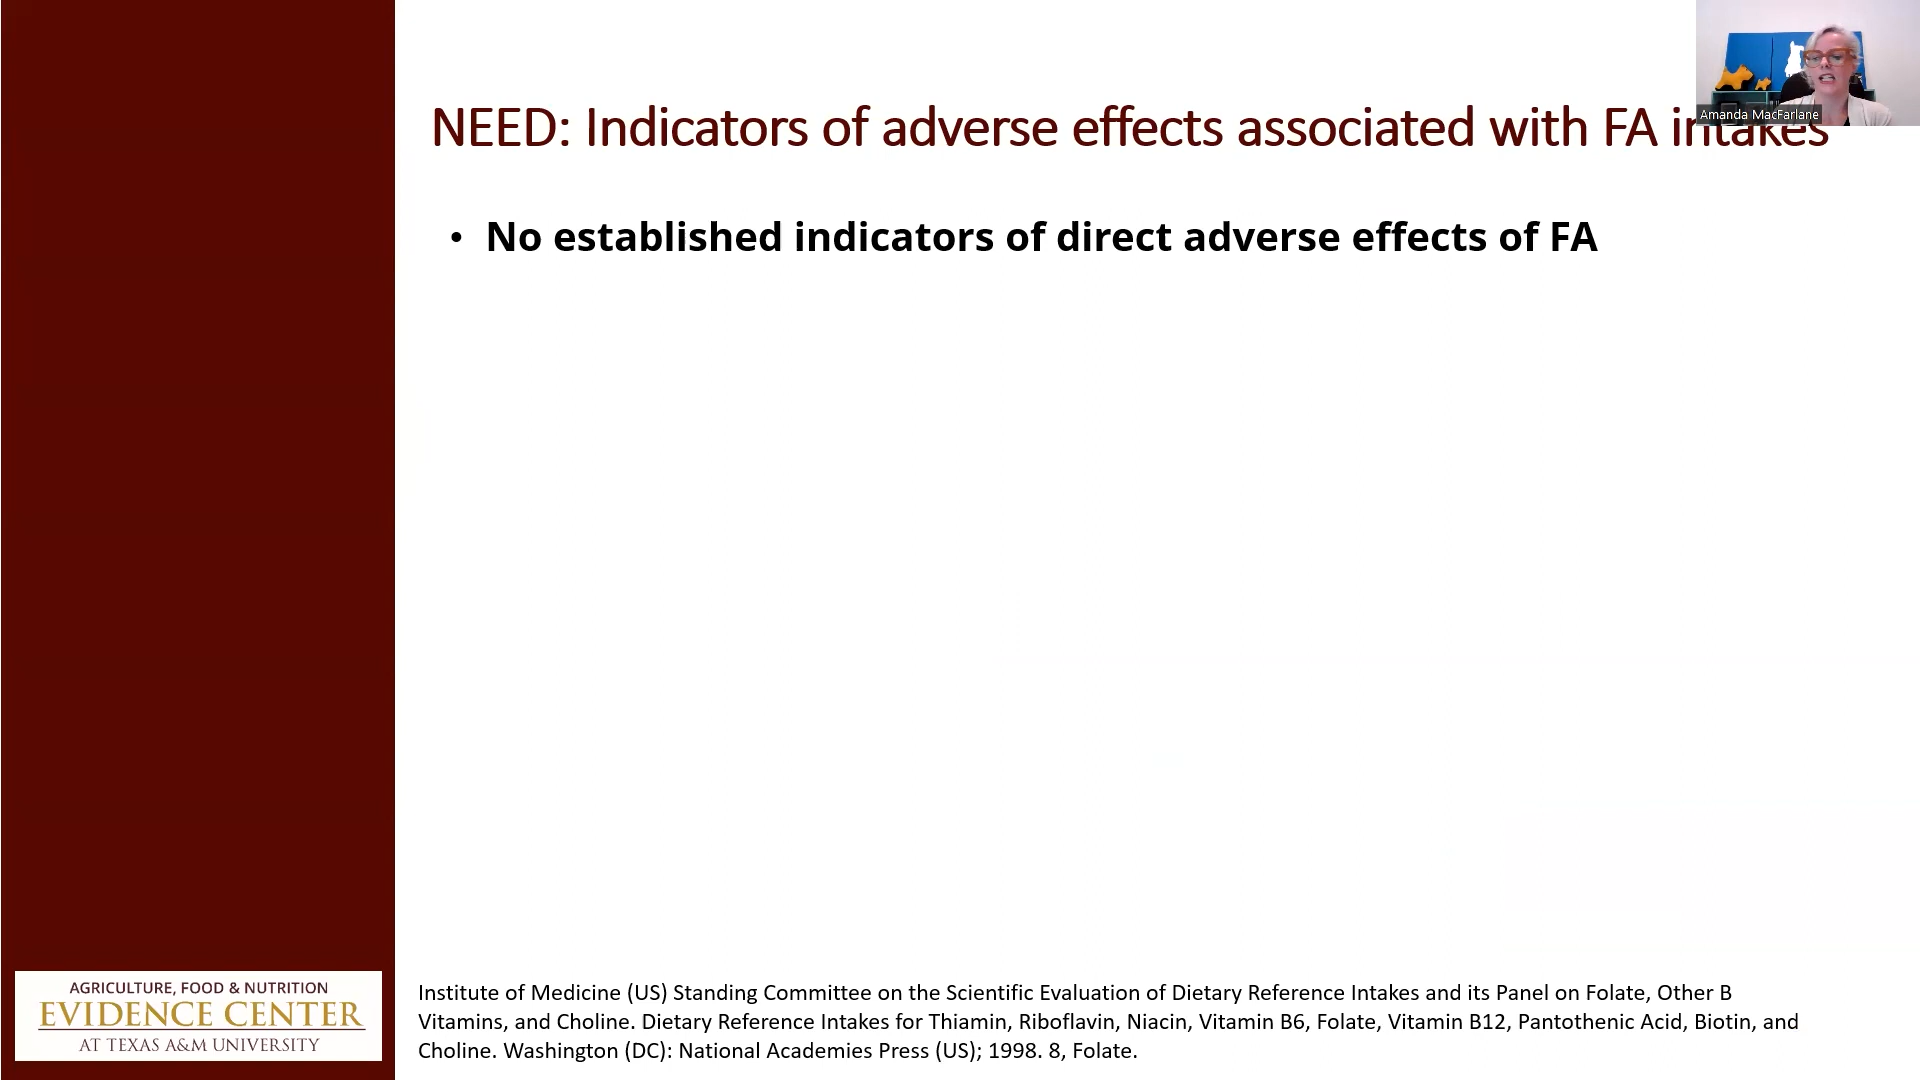 NEED: Indicators of adverse effects associated with FA intakes
Amanda MacFarlane
• No established indicators of direct adverse effects of FA
AGRICULTURE, FOOD & NUTRITION
EVIDENCE CENTER
AT TEXAS A&M UNIVERSITY
Institute of Medicine (US) Standing Committee on the Scientific Evaluation of Dietary Reference Intakes and its Panel on Folate, Other B
Vitamins, and Choline. Dietary Reference Intakes for Thiamin, Riboflavin, Niacin, Vitamin B6, Folate, Vitamin B12, Pantothenic Acid, Biotin, and
Choline. Washington (DC): National Academies Press (US); 1998. 8, Folate.